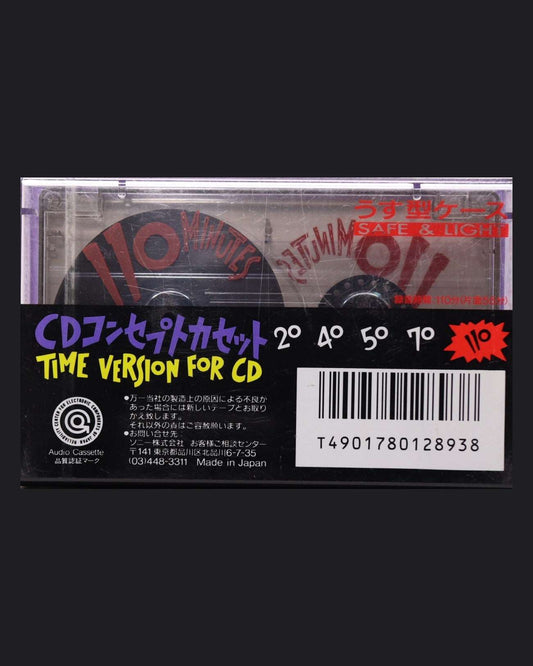 うす型ケース
SAFE & LIGHT
110 MINUTES
110 MINUTES
CDコンセプトカセット 20 40 50 70 110
TIME VERSION FOR CD
●万一当社の製造上の原因による不良が
あった場合には新しいテープとお取り
かえ致します。
それ以外の責はご容赦願います。
●お問い合せ先
ソニー株式会社 お客様ご相談センター
〒141 東京都品川区北品川6-7-35
(03)448-3311 Made in Japan
Audio Cassette
品質認証マーク
T4901780128938